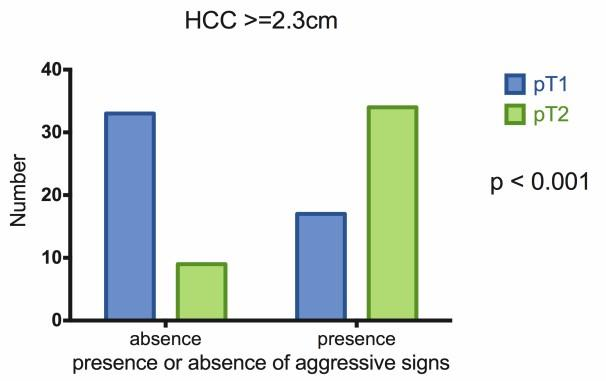 HCC >=2.3cm
40
30
20
10
0
Number
absence
presence
presence or absence of aggressive signs
pT1
pT2
p < 0.001